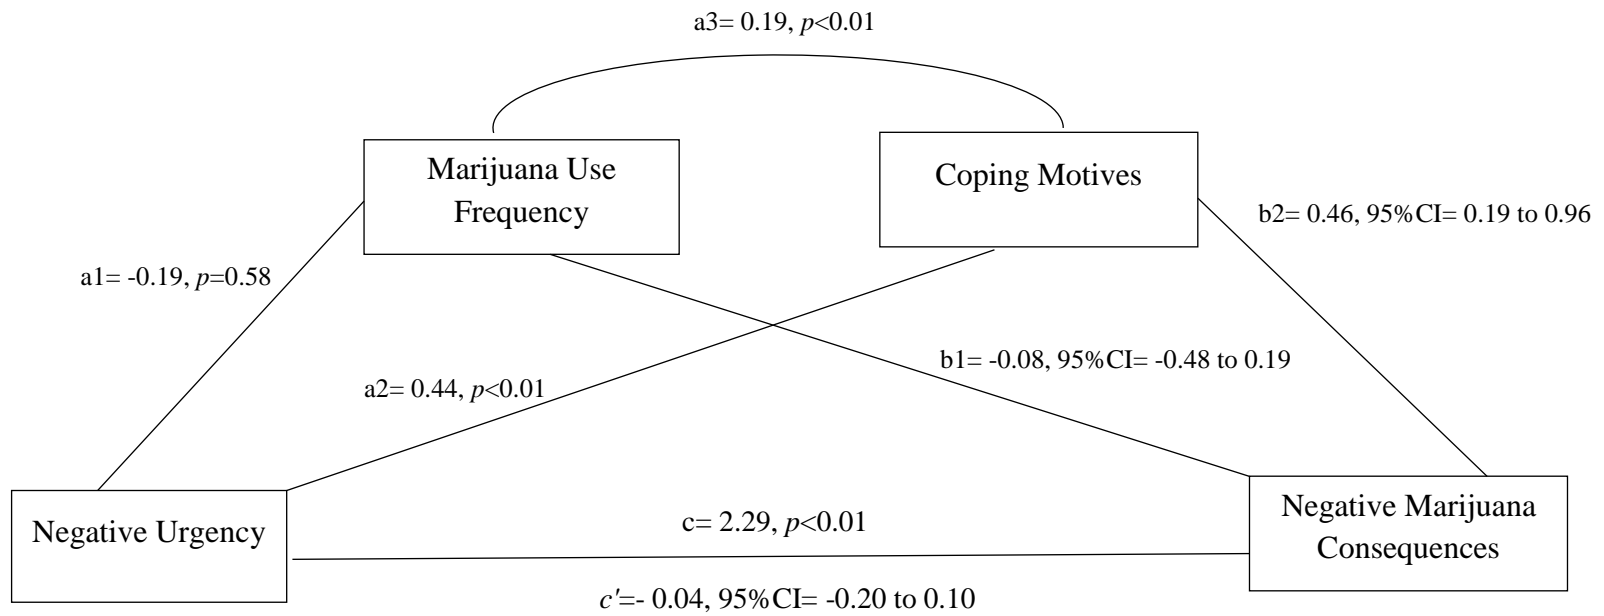 a3= 0.19, p<0.01
Marijuana Use
Frequency
Coping Motives
b2= 0.46, 95%CI= 0.19 to 0.96
a1= -0.19, p=0.58
b1= -0.08, 95%CI= -0.48 to 0.19
a2= 0.44, p<0.01
Negative Urgency
c= 2.29, p<0.01
Negative Marijuana
Consequences
c'=- 0.04, 95%CI= -0.20 to 0.10